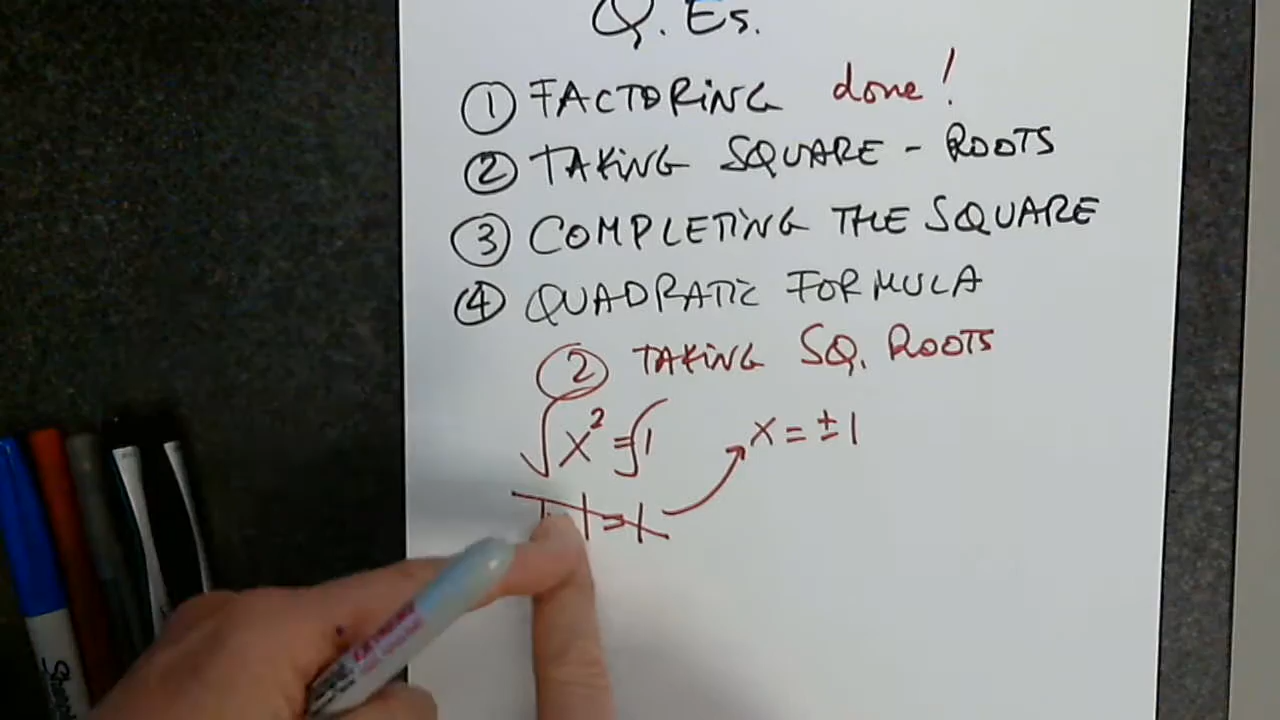 Q. Es.
① FACTORING done!
② TAKING SQUARE - ROOTS
③ COMPLETING THE SQUARE
④ QUADRATIC FORMULA
② TAKING SQ. ROOTS
√x² = √1 x = ±1